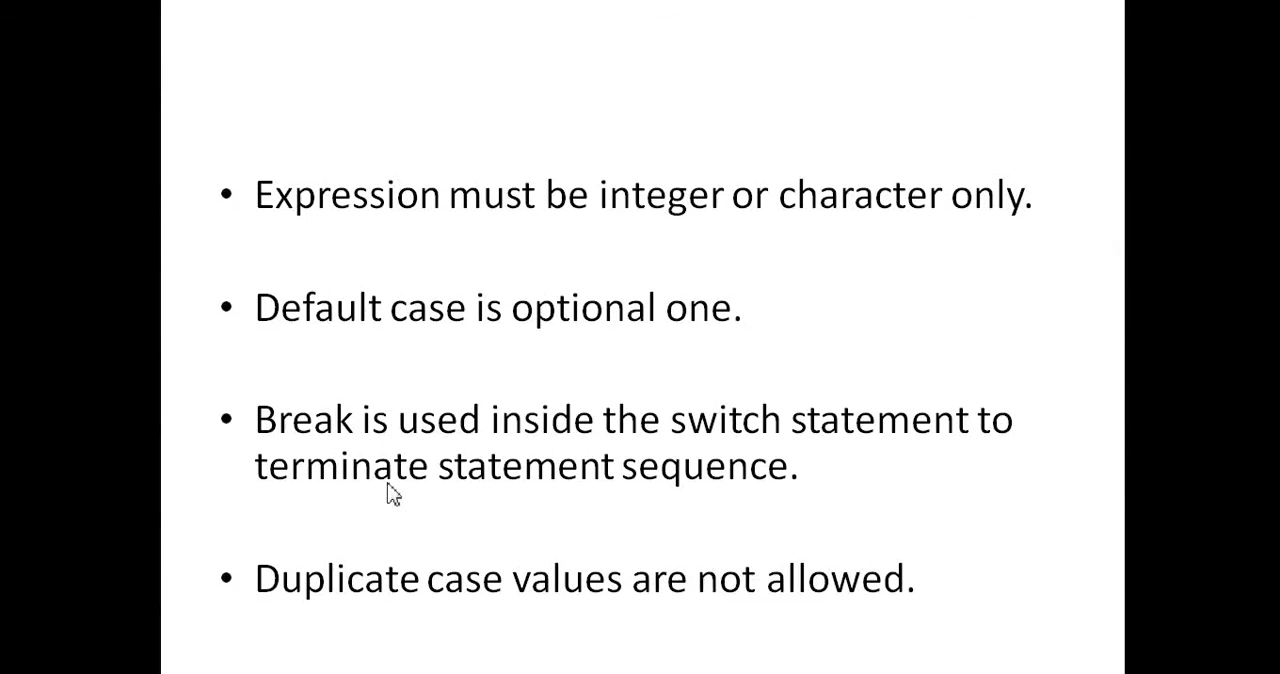 • Expression must be integer or character only.
• Default case is optional one.
• Break is used inside the switch statement to
terminate statement sequence.
• Duplicate case values are not allowed.